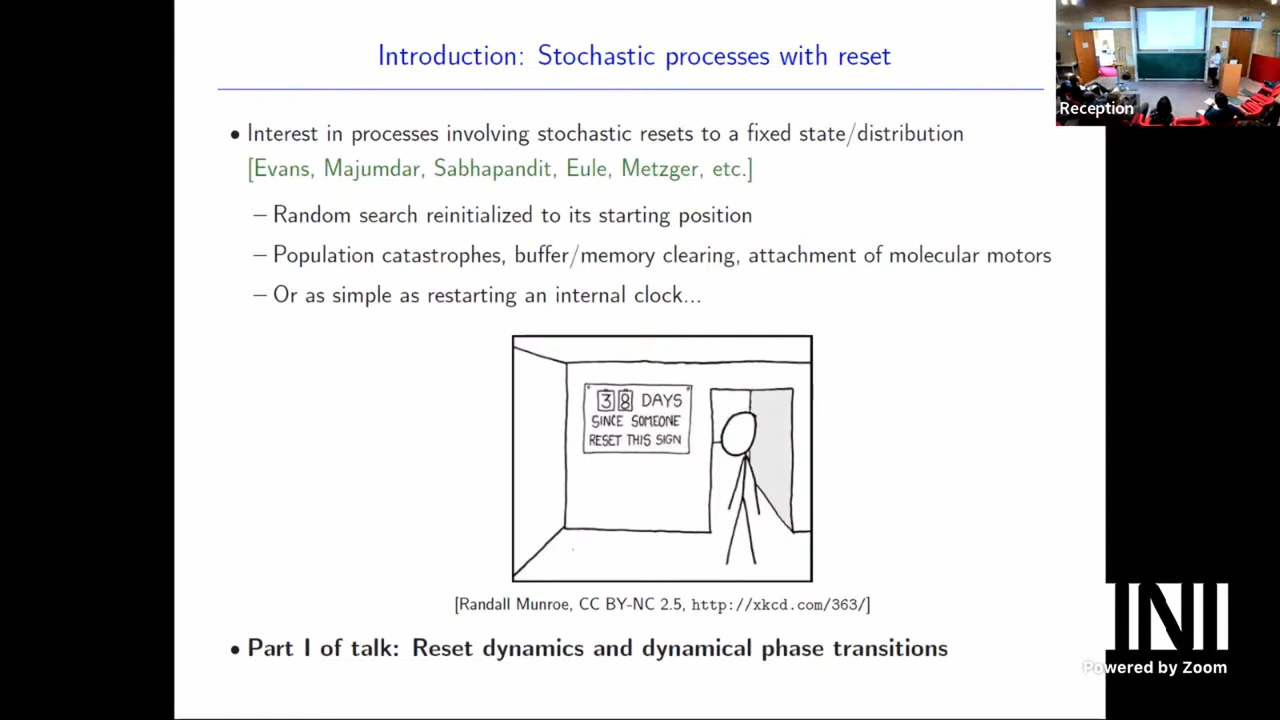 Introduction: Stochastic processes with reset
Reception
• Interest in processes involving stochastic resets to a fixed state/distribution
[Evans, Majumdar, Sabhapandit, Eule, Metzger, etc.]
– Random search reinitialized to its starting position
– Population catastrophes, buffer/memory clearing, attachment of molecular motors
– Or as simple as restarting an internal clock...
38 DAYS
SINCE SOMEONE
RESET THIS SIGN
[Randall Munroe, CC BY-NC 2.5, http://xkcd.com/363/]
• Part I of talk: Reset dynamics and dynamical phase transitions
INI
Powered by Zoom